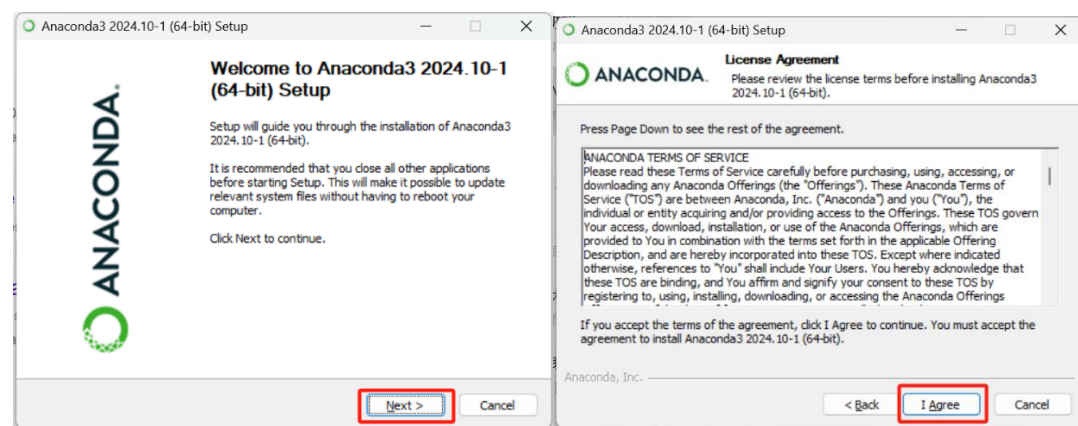 Anaconda3 2024.10-1 (64-bit) Setup
ANACONDA.
Welcome to Anaconda3 2024.10-1
(64-bit) Setup
Setup will guide you through the installation of Anaconda3
2024.10-1 (64-bit).
It is recommended that you close all other applications
before starting Setup. This will make it possible to update
relevant system files without having to reboot your
computer.
Click Next to continue.
Next >
Cancel
Anaconda3 2024.10-1 (64-bit) Setup
ANACONDA.
License Agreement
Please review the license terms before installing Anaconda3
2024.10-1 (64-bit).
Press Page Down to see the rest of the agreement.
ANACONDA TERMS OF SERVICE
Please read these Terms of Service carefully before purchasing, using, accessing, or
downloading any Anaconda Offerings (the "Offerings"). These Anaconda Terms of
Service ("TOS") are between Anaconda, Inc. ("Anaconda") and you ("You"), the
individual or entity acquiring and/or providing access to the Offerings. These TOS govern
Your access, download, installation, or use of the Anaconda Offerings, which are
provided to You in combination with the terms set forth in the applicable Offering
Description, and are hereby incorporated into these TOS. Except where indicated
otherwise, references to "You" shall include Your Users. You hereby acknowledge that
these TOS are binding, and You affirm and signify your consent to these TOS by
registering to, using, installing, downloading, or accessing the Anaconda Offerings
If you accept the terms of the agreement, click I Agree to continue. You must accept the
agreement to install Anaconda3 2024.10-1 (64-bit).
Anaconda, Inc.
< Back
I Agree
Cancel